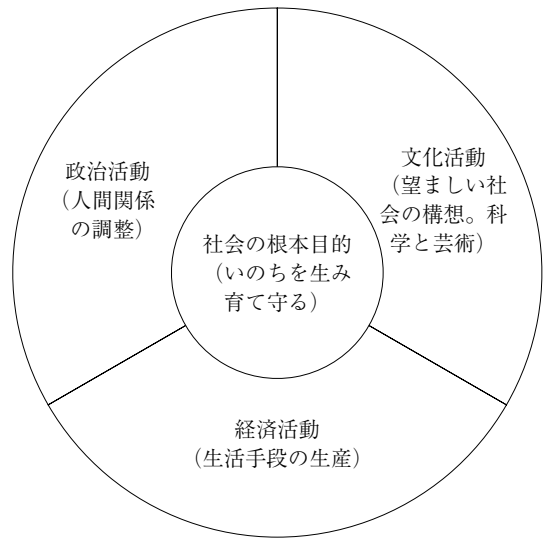 政治活動
（人間関係
の調整）
文化活動
（望ましい社
会の構想。科
学と芸術）
社会の根本目的
（いのちを生み
育て守る）
経済活動
（生活手段の生産）